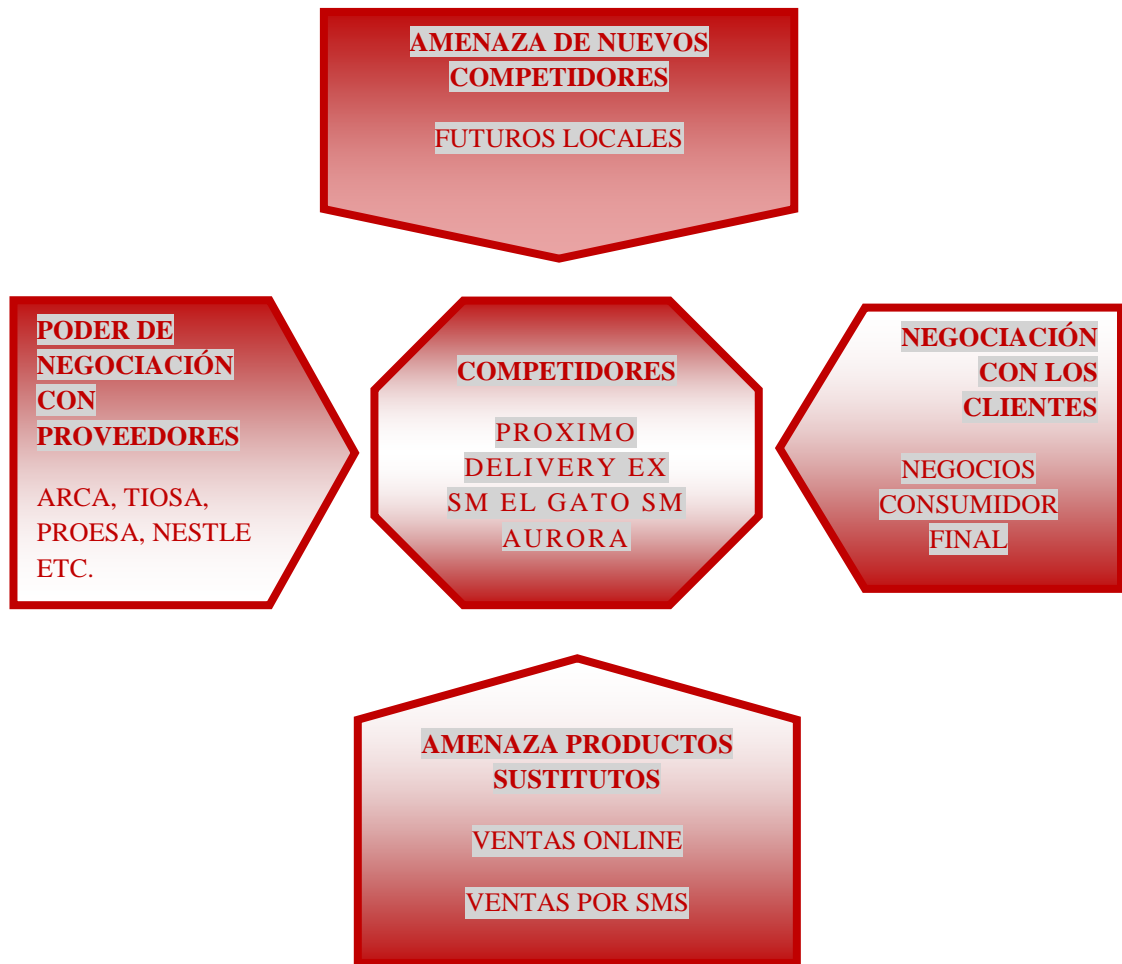 AMENAZA DE NUEVOS
COMPETIDORES
FUTUROS LOCALES
PODER DE
NEGOCIACIÓN
CON
PROVEEDORES
ARCA, TIOSA,
PROESA, NESTLE
ETC.
COMPETIDORES
PROXIMO
DELIVERY EX
SM EL GATO SM
AURORA
NEGOCIACIÓN
CON LOS
CLIENTES
NEGOCIOS
CONSUMIDOR
FINAL
AMENAZA PRODUCTOS
SUSTITUTOS
VENTAS ONLINE
VENTAS POR SMS